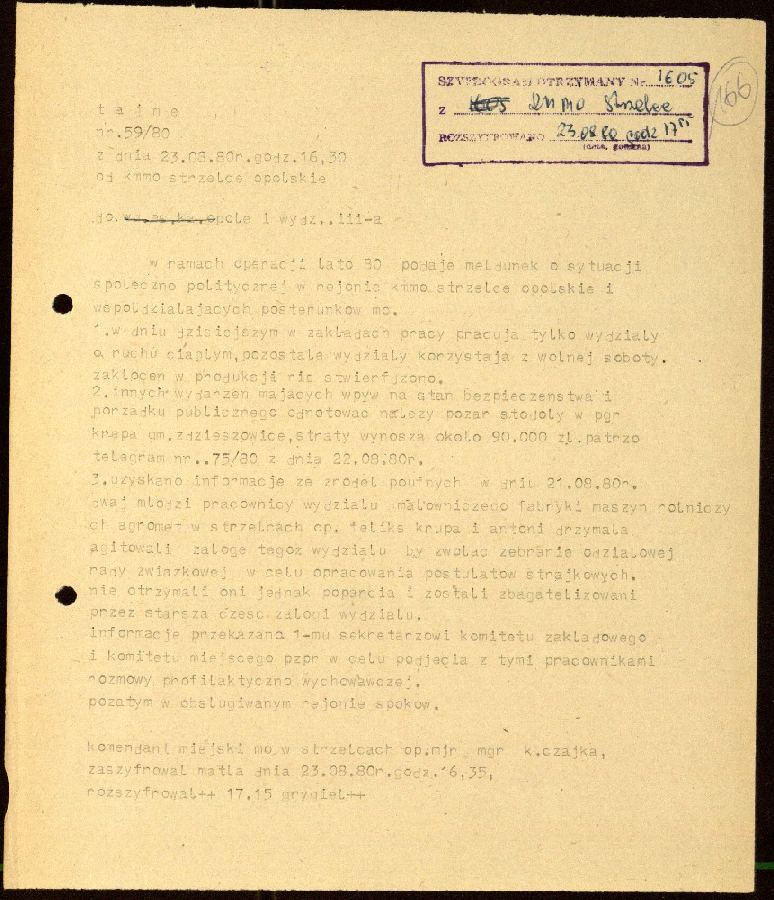 SZYFROGRAM OTRZYMANY Nr 1605
z KMMO Strzelce
ROZSZYFROWANO 23.08.80 godz 17¹⁵
(data, godzina)
166
t a j n e
nr.59/80
z dnia 23.08.80r.godz.16,30
od kmmo strzelce opolskie
do. opole i wydz..iii-a
w ramach operacji lato 80 podaje meldunek o sytuacji
spoleczno politycznej w rejonie kmmo strzelce opolskie i
wspoldzialajacych posterunkow mo.
1.w dniu dzisiejszym w zakladach pracy pracuja tylko wydzialy
o ruchu ciaglym,pozostale wydzialy korzystaja z wolnej soboty.
zaklocen w produkcji nie stwierfdzono.
2.innych wydarzen majacych wpyw na stan bezpieczenstwa i
porzadku publicznego odnotowac nalezy pozar stodoly w pgr
krepa gm.zdzieszowice,straty wynosza okolo 90.000 zl.patrzo
telegram nr..75/80 z dnia 22.08.80r.
3.uzyskano informacje ze zrodel poufnych w dniu 21.08.80r.
dwaj mlodzi pracownicy wydzialu malowniczego fabryki maszyn rolniczy
ch agromet w strzelcach op. feliks krupa i antoni drzymala
agitowali zaloge tegoz wydzialu by zwolac zebranie odzialowej
rady zwiazkowej w celu opracowania postulatow strajkowych.
nie otrzymali oni jednak poparcia i zostali zbagatelizowani
przez starsza czesc zalogi wydzialu.
informacje przekazana 1-mu sekretarzowi komitetu zakladowego
i komitetu miejscego pzpr w celu podjecia z tymi pracownikami
rozmowy profilaktyczno wychowawczej.
pozatym w obslugiwanym rejonie spokow.
komendant miejski mo w strzelcach op.mjr mgr k.czajka,
zaszyfrowal matla dnia 23.08.80r.godz.16,35,
rozszyfrowal++ 17,15 grygiel++